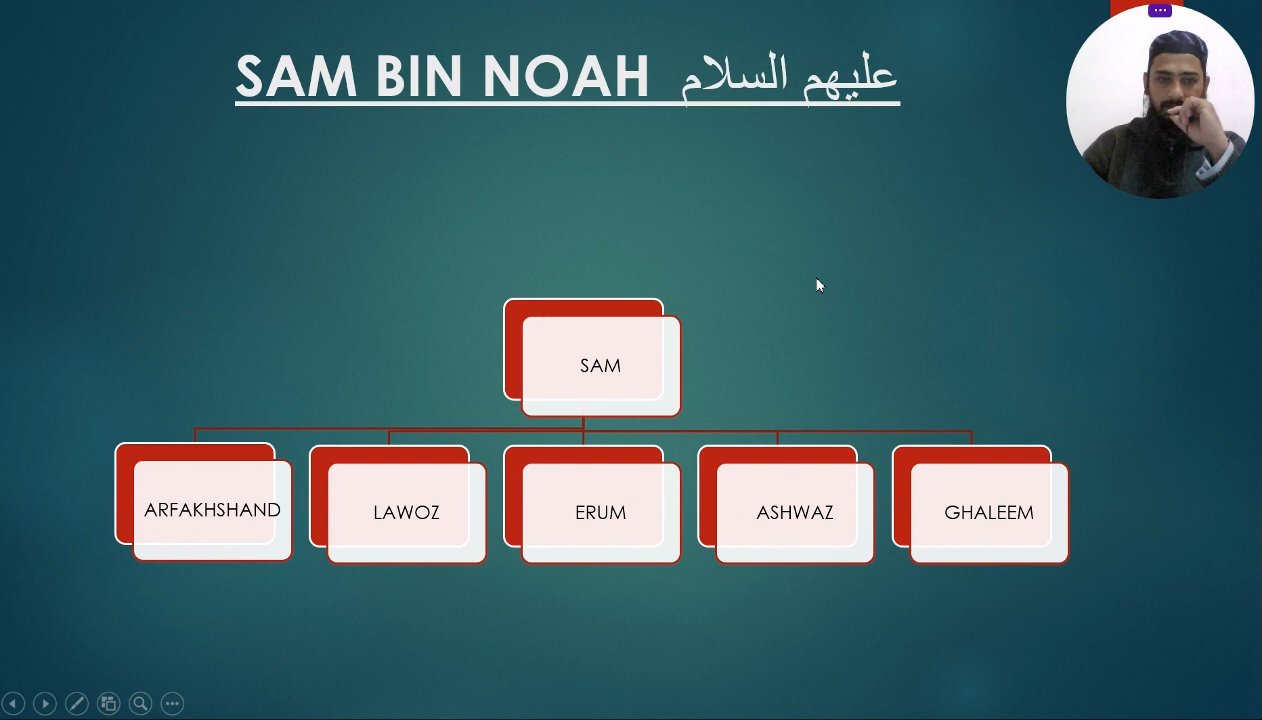 SAM BIN NOAH عليهم السلام
SAM
ARFAKHSHAND
LAWOZ
ERUM
ASHWAZ
GHALEEM